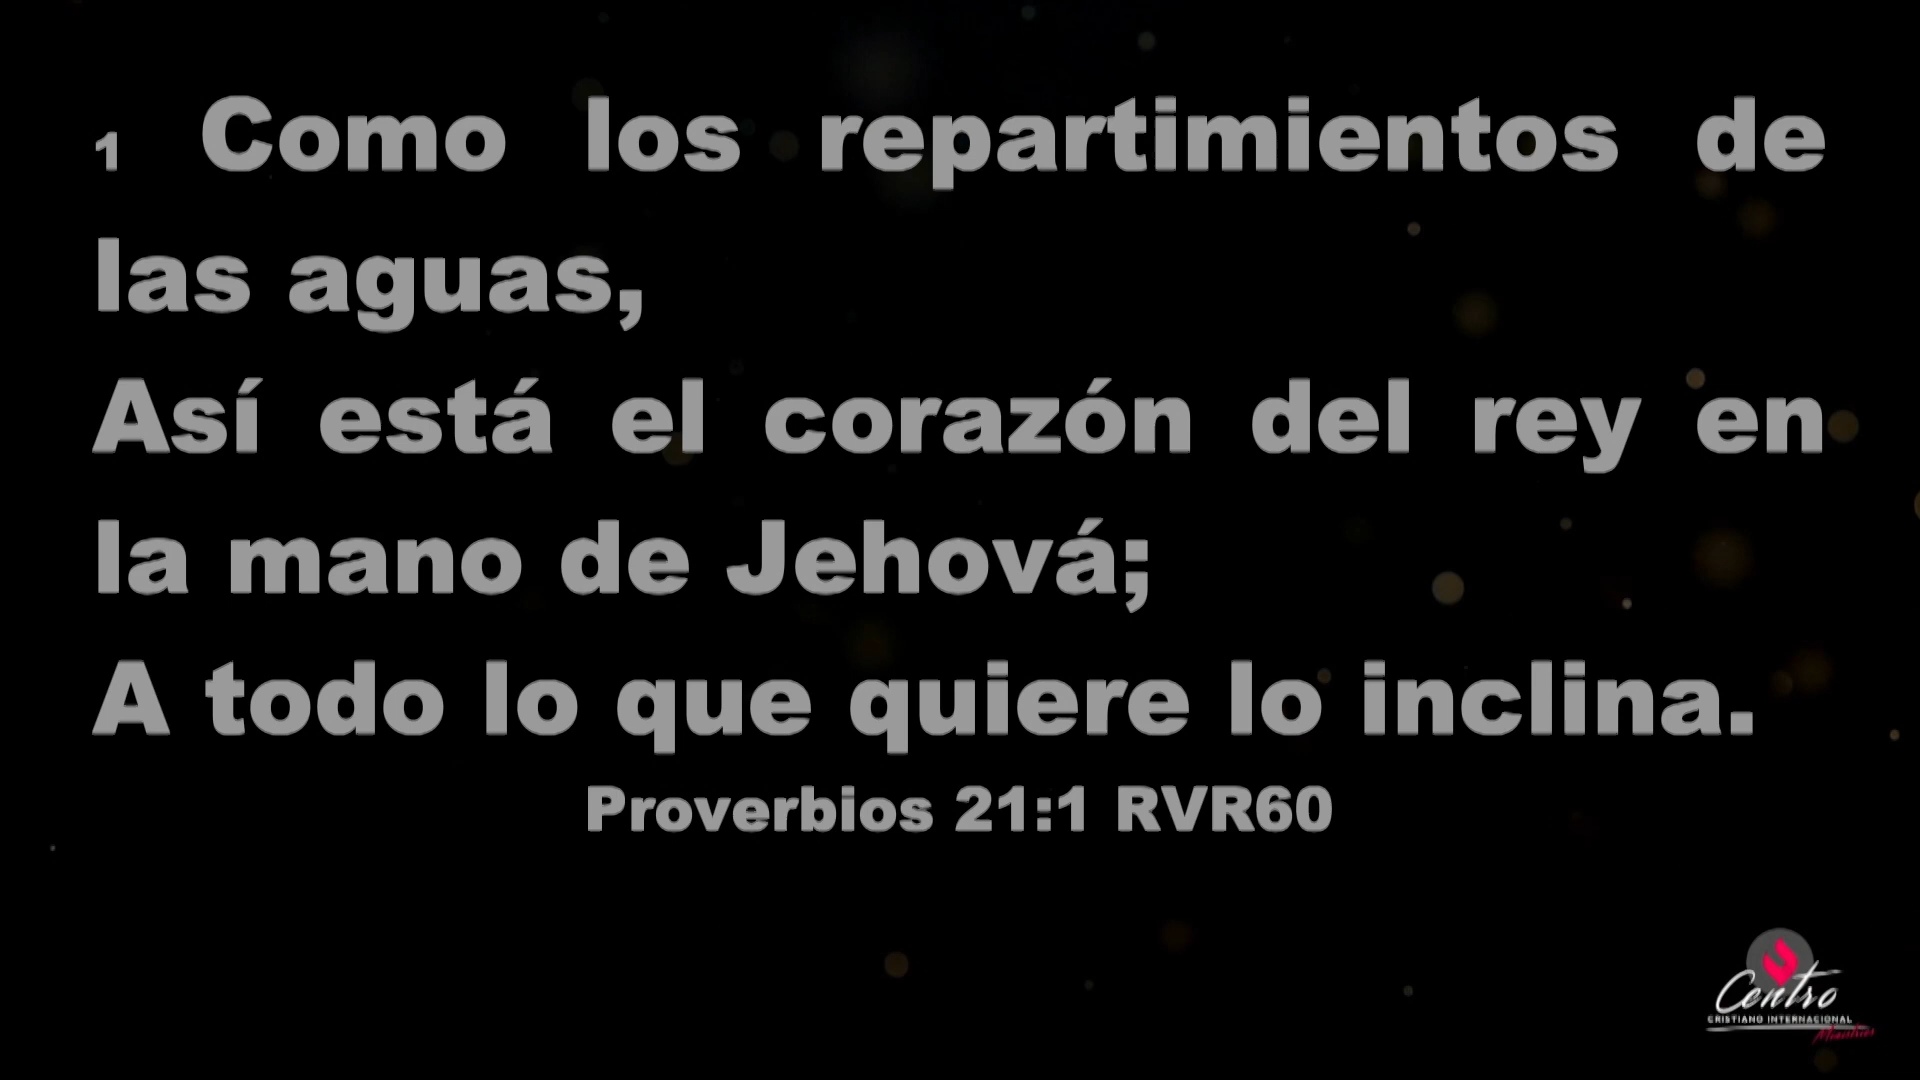 1 Como los repartimientos de
las aguas,
Así está el corazón del rey en
la mano de Jehová;
A todo lo que quiere lo inclina.
Proverbios 21:1 RVR60
Centro
CRISTIANO INTERNACIONAL
Ministries